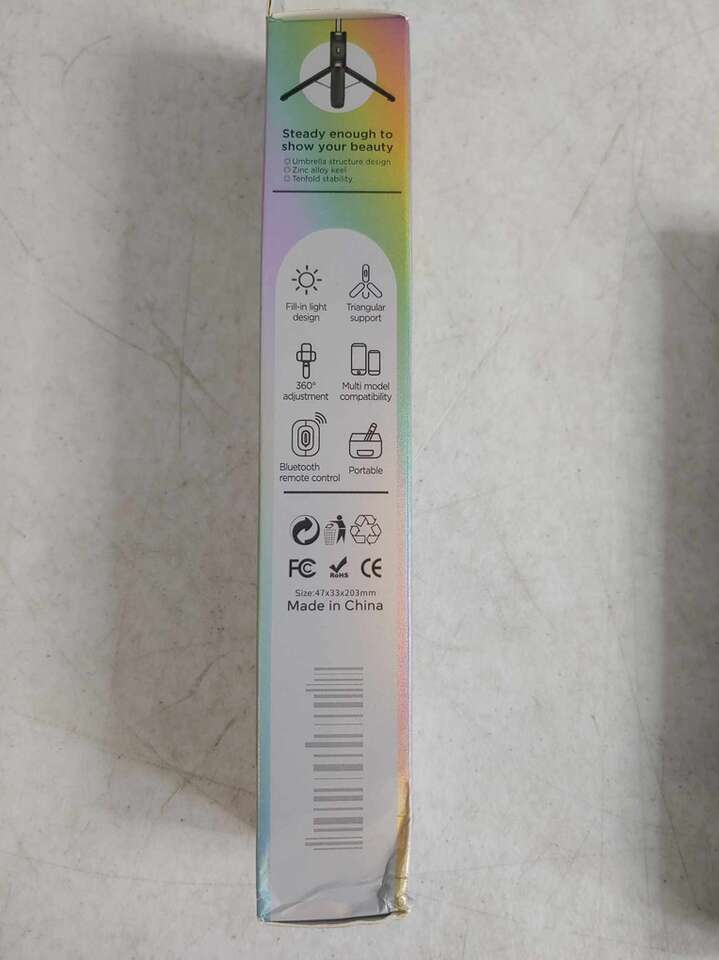 Steady enough to
show your beauty
Umbrella structure design
Zinc alloy keel
Tenfold stability
Fill-in light
design
Triangular
support
360°
adjustment
Multi model
compatibility
Bluetooth
remote control
Portable
FC
RoHS
CE
Size:47x33x203mm
Made in China